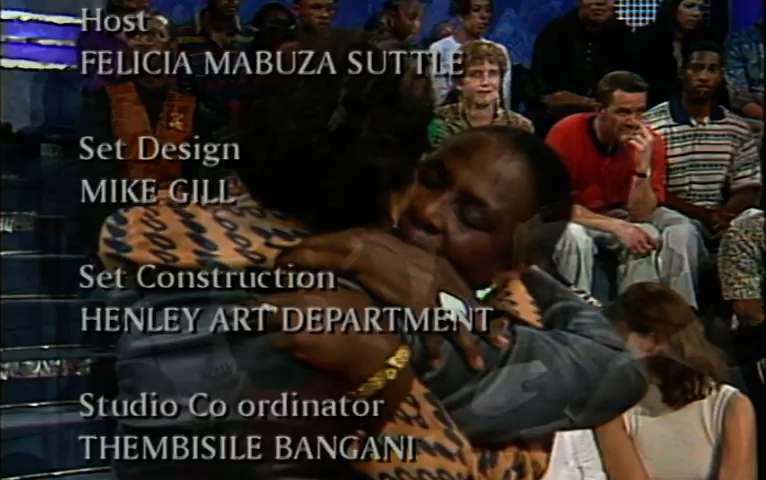 Host
FELICIA MABUZA SUTTLE
Set Design
MIKE GILL
Set Construction
HENLEY ART DEPARTMENT
Studio Co ordinator
THEMBISILE BANGANI